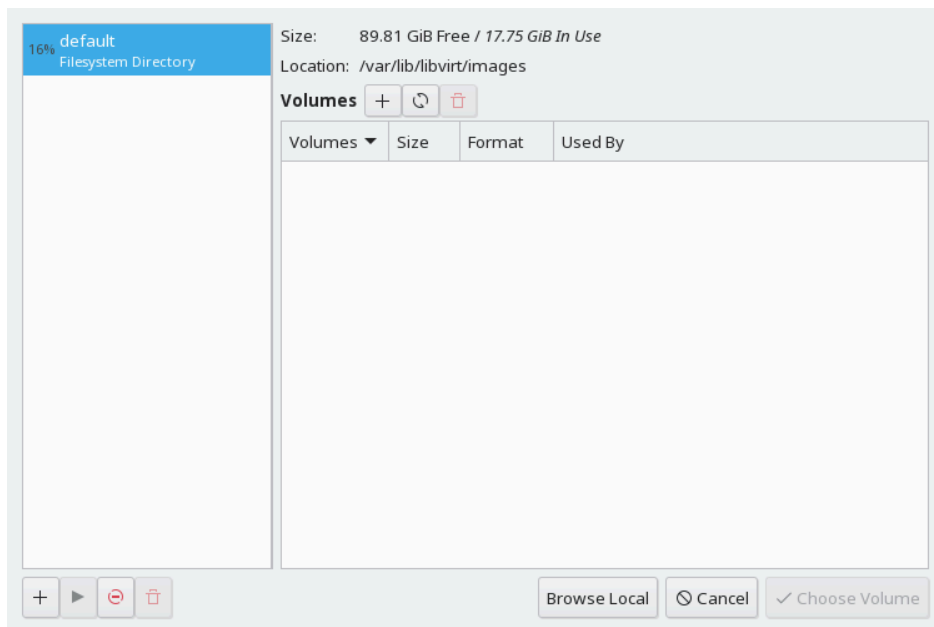 16% default
Filesystem Directory
Size: 89.81 GiB Free / 17.75 GiB In Use
Location: /var/lib/libvirt/images
Volumes
Volumes Size Format Used By
Browse Local Cancel Choose Volume